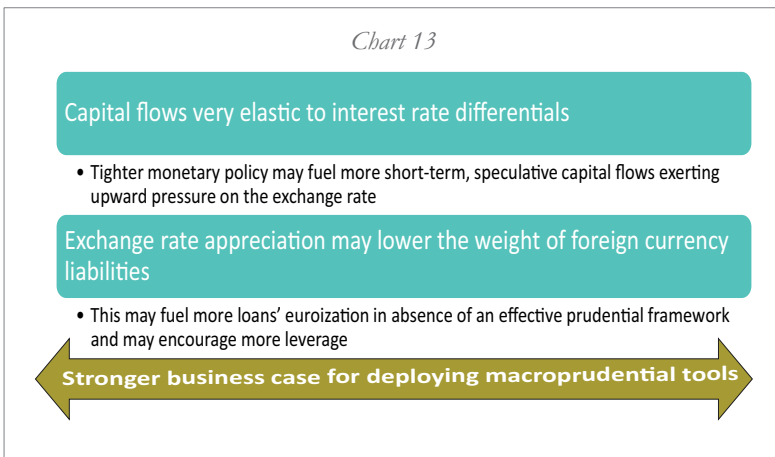 Chart 13
Capital flows very elastic to interest rate differentials
• Tighter monetary policy may fuel more short-term, speculative capital flows exerting
upward pressure on the exchange rate
Exchange rate appreciation may lower the weight of foreign currency
liabilities
• This may fuel more loans’ euroization in absence of an effective prudential framework
and may encourage more leverage
Stronger business case for deploying macroprudential tools